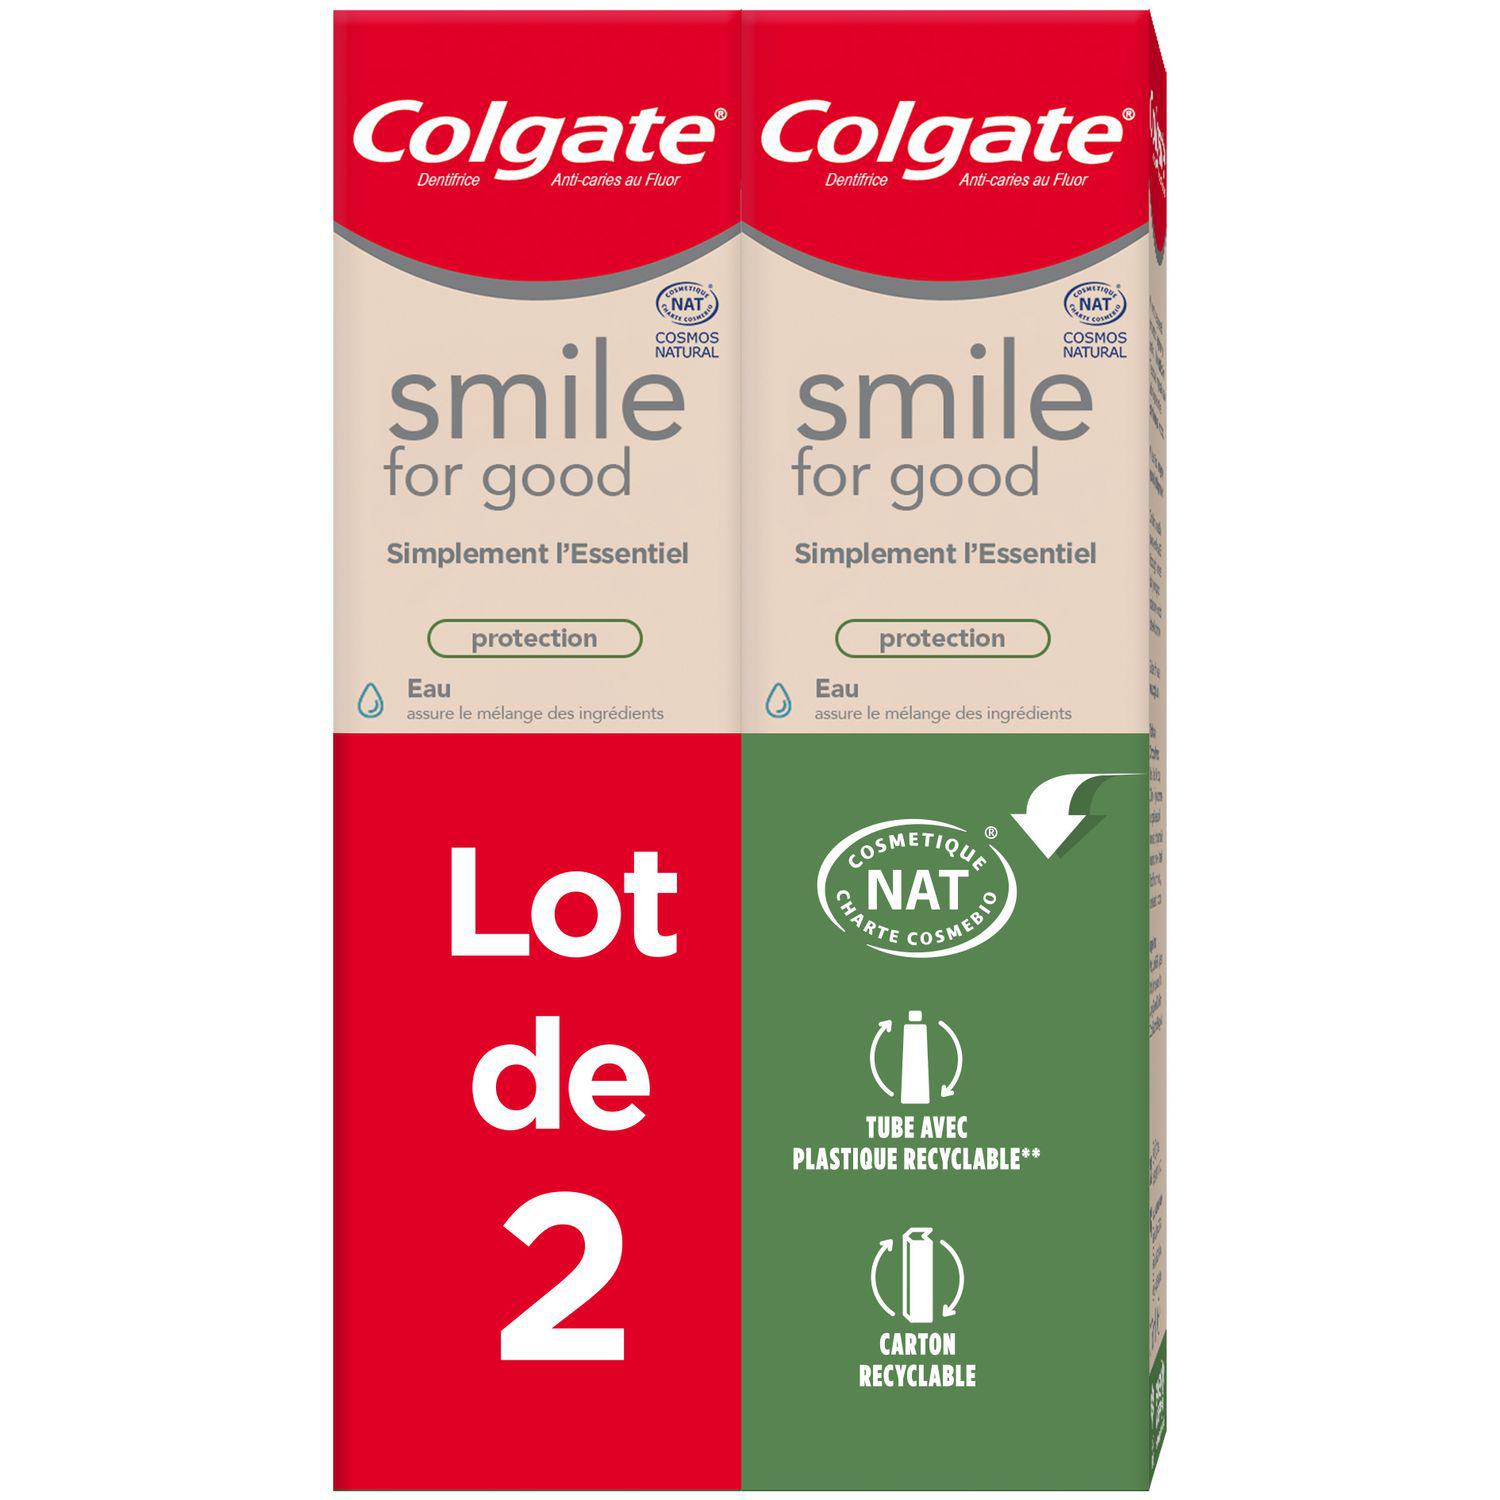 Colgate®
Dentifrice Anti-caries au Fluor
COSMETIQUE
NAT
®
CHARTE COSMEBIO
COSMOS
NATURAL
smile
for good
Simplement l'Essentiel
protection
Eau
assure le mélange des ingrédients
Lot
de
2
Colgate®
Dentifrice Anti-caries au Fluor
COSMETIQUE
NAT
®
CHARTE COSMEBIO
COSMOS
NATURAL
smile
for good
Simplement l'Essentiel
protection
Eau
assure le mélange des ingrédients
COSMETIQUE
®
NAT
CHARTE COSMEBIO
TUBE AVEC
PLASTIQUE RECYCLABLE**
CARTON
RECYCLABLE